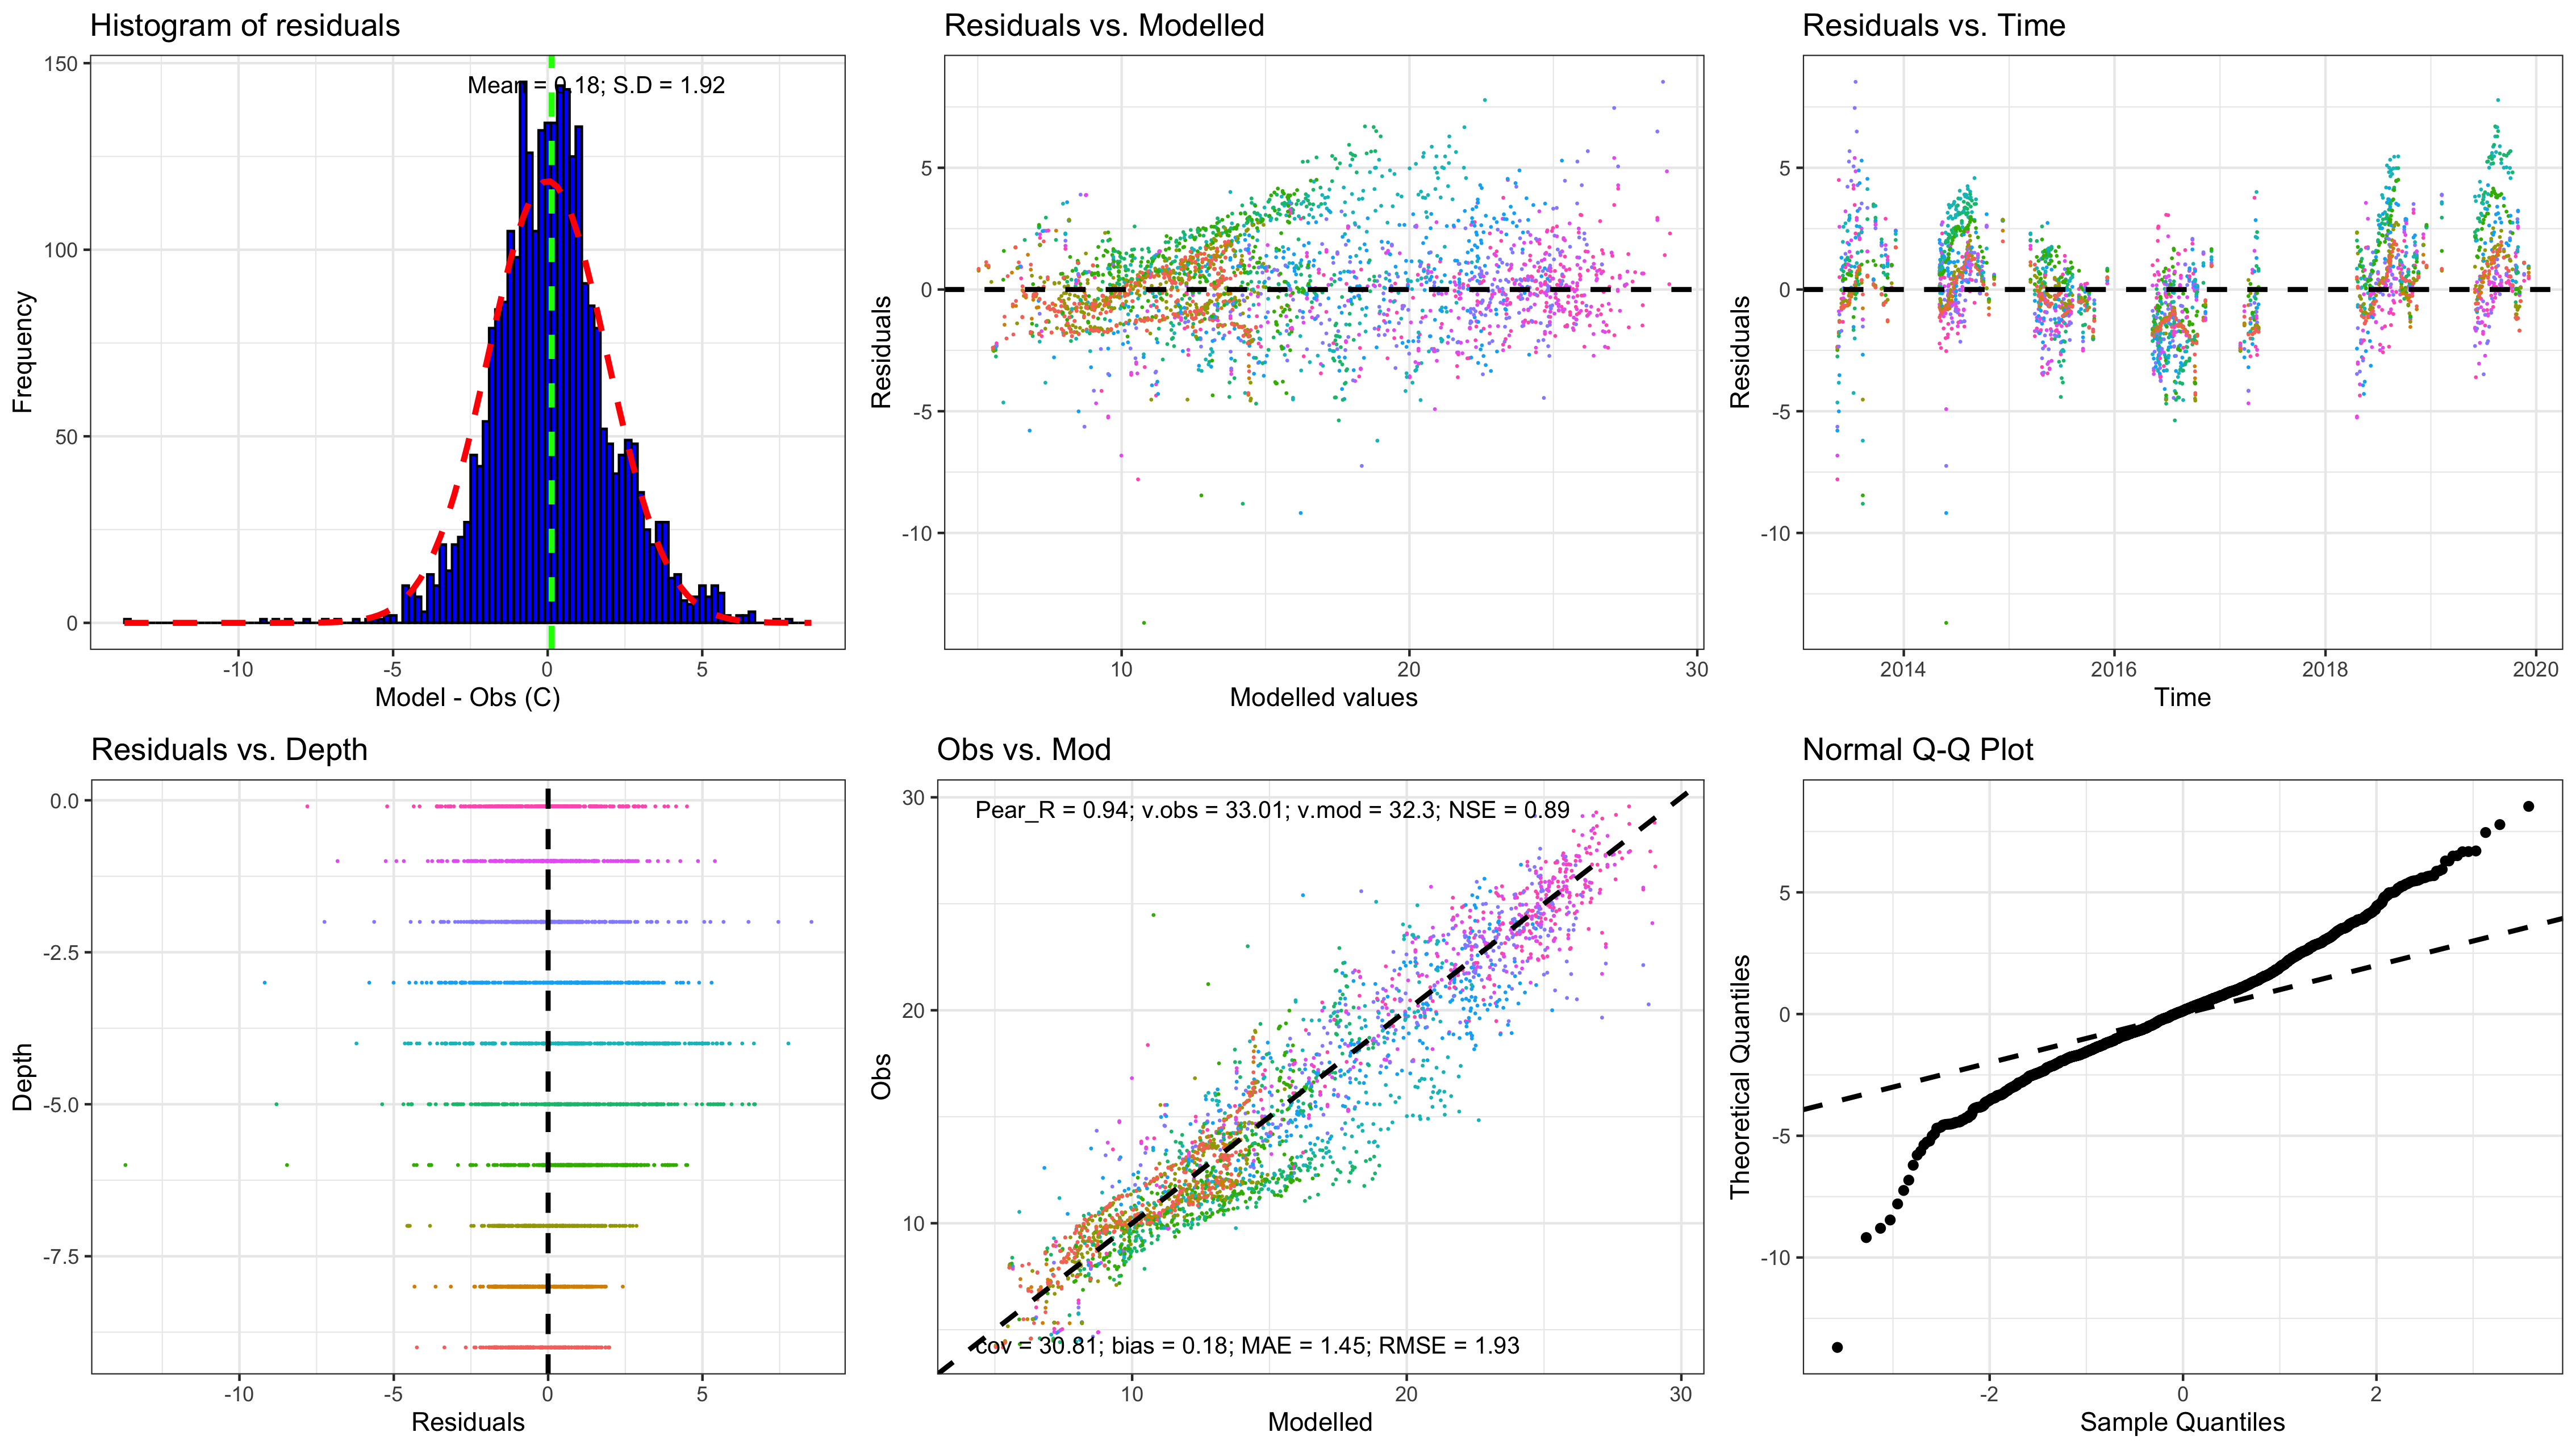 Histogram of residuals
Mean = 0.18; S.D = 1.92
150
100
50
0
Frequency
-10
-5
0
5
Model - Obs (C)
Residuals vs. Modelled
5
0
-5
-10
Residuals
10
20
30
Modelled values
Residuals vs. Time
5
0
-5
-10
Residuals
2014
2016
2018
2020
Time
Residuals vs. Depth
0.0
-2.5
-5.0
-7.5
Depth
-10
-5
0
5
Residuals
Obs vs. Mod
Pear_R = 0.94; v.obs = 33.01; v.mod = 32.3; NSE = 0.89
30
20
10
Obs
cov = 30.81; bias = 0.18; MAE = 1.45; RMSE = 1.93
10
20
30
Modelled
Normal Q-Q Plot
5
0
-5
-10
Theoretical Quantiles
-2
0
2
Sample Quantiles